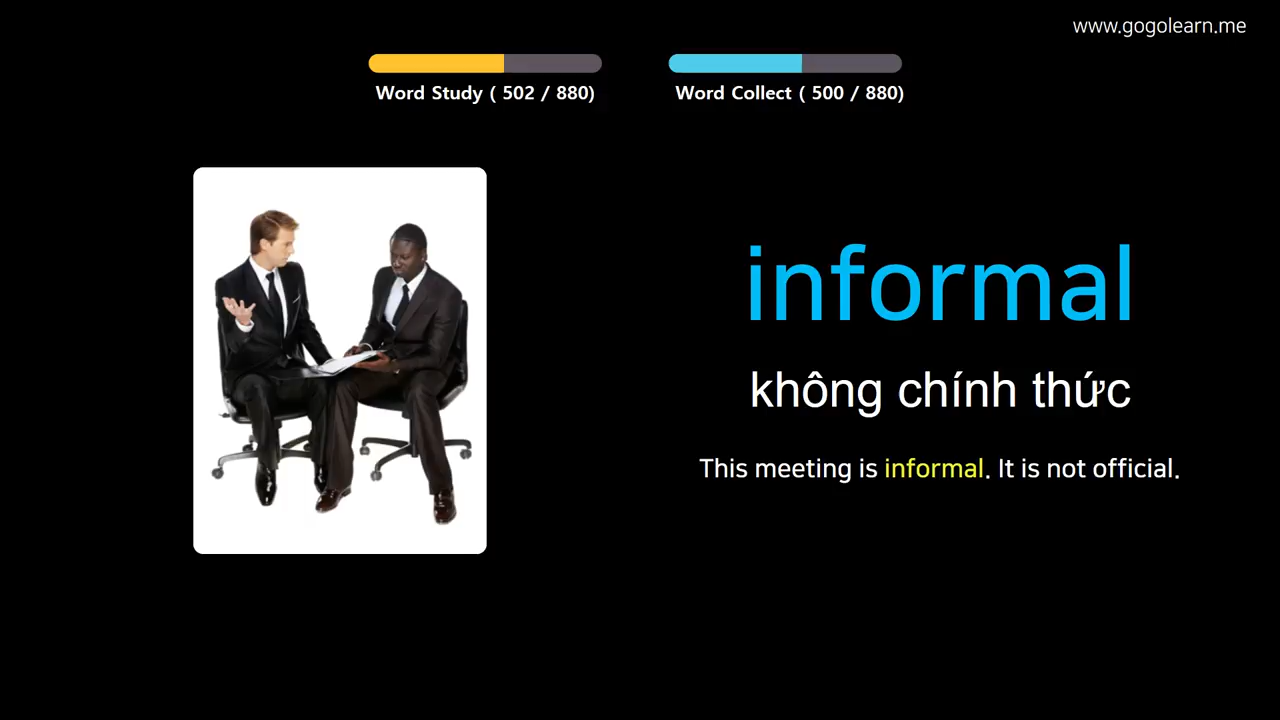 www.gogolearn.me
Word Study ( 502 / 880)
Word Collect ( 500 / 880)
informal
không chính thức
This meeting is informal. It is not official.